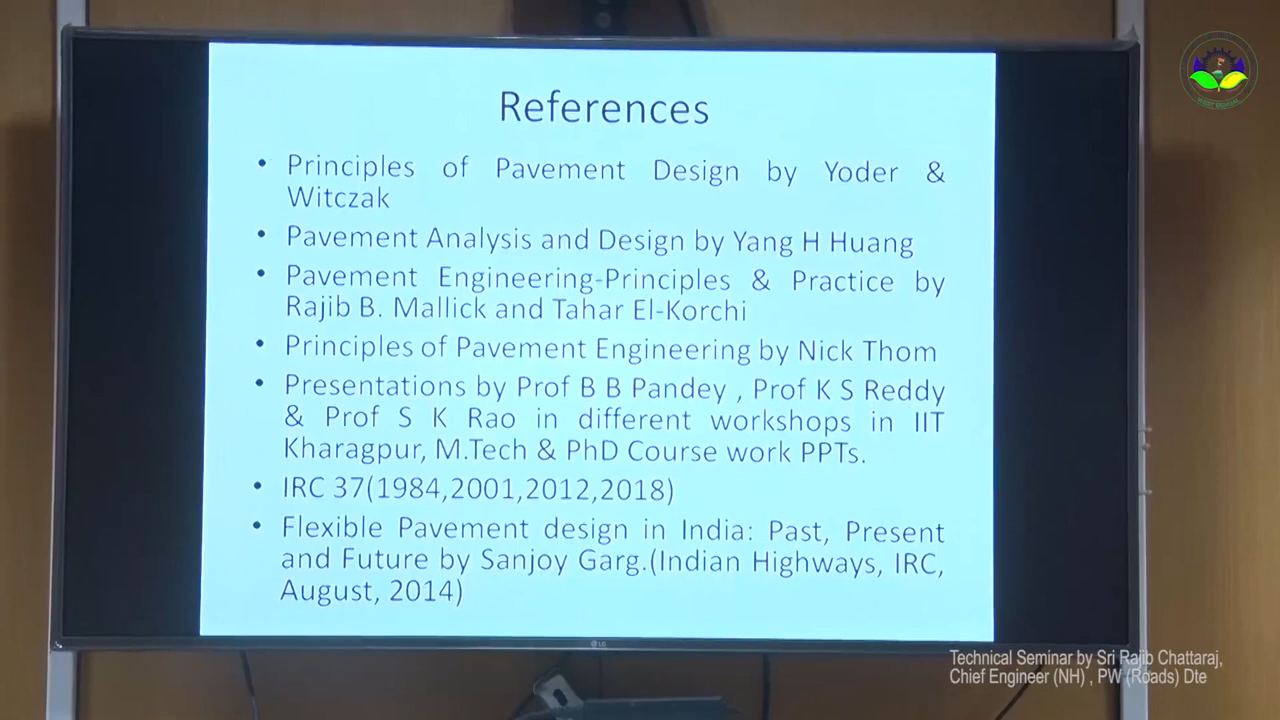 References
• Principles of Pavement Design by Yoder &
Witczak
• Pavement Analysis and Design by Yang H Huang
• Pavement Engineering-Principles & Practice by
Rajib B. Mallick and Tahar El-Korchi
• Principles of Pavement Engineering by Nick Thom
• Presentations by Prof B B Pandey , Prof K S Reddy
& Prof S K Rao in different workshops in IIT
Kharagpur, M.Tech & PhD Course work PPTs.
• IRC 37(1984,2001,2012,2018)
• Flexible Pavement design in India: Past, Present
and Future by Sanjoy Garg.(Indian Highways, IRC,
August, 2014)
LG
Technical Seminar by Sri Rajib Chattaraj,
Chief Engineer (NH) , PW (Roads) Dte
WEST BENGAL